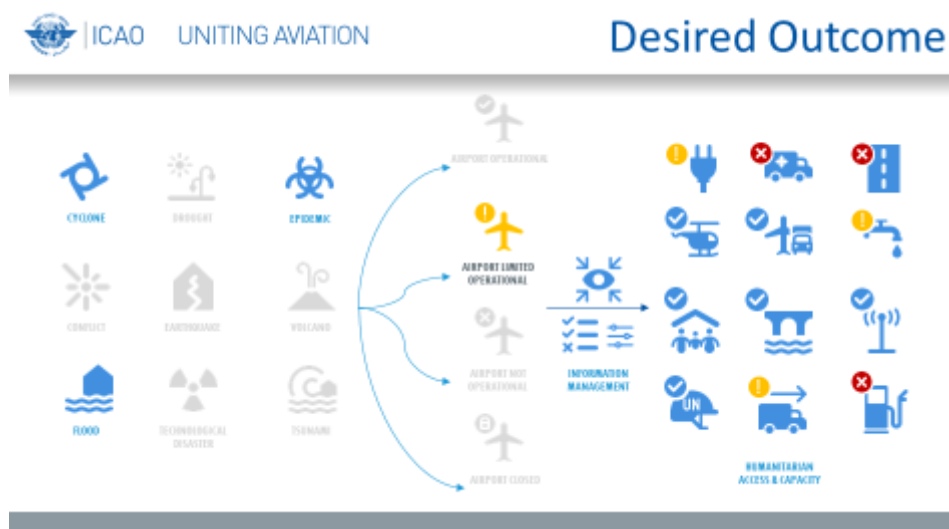 ICAO UNITING AVIATION
Desired Outcome
AIRPORT OPERATIONAL
CYCLONE
DROUGHT
EPIDEMIC
AIRPORT LIMITED
OPERATIONAL
CONFLICT
EARTHQUAKE
VOLCANO
AIRPORT NOT
OPERATIONAL
INFORMATION
MANAGEMENT
UN
FLOOD
TECHNOLOGICAL
DISASTER
TSUNAMI
AIRPORT CLOSED
HUMANITARIAN
ACCESS & CAPACITY